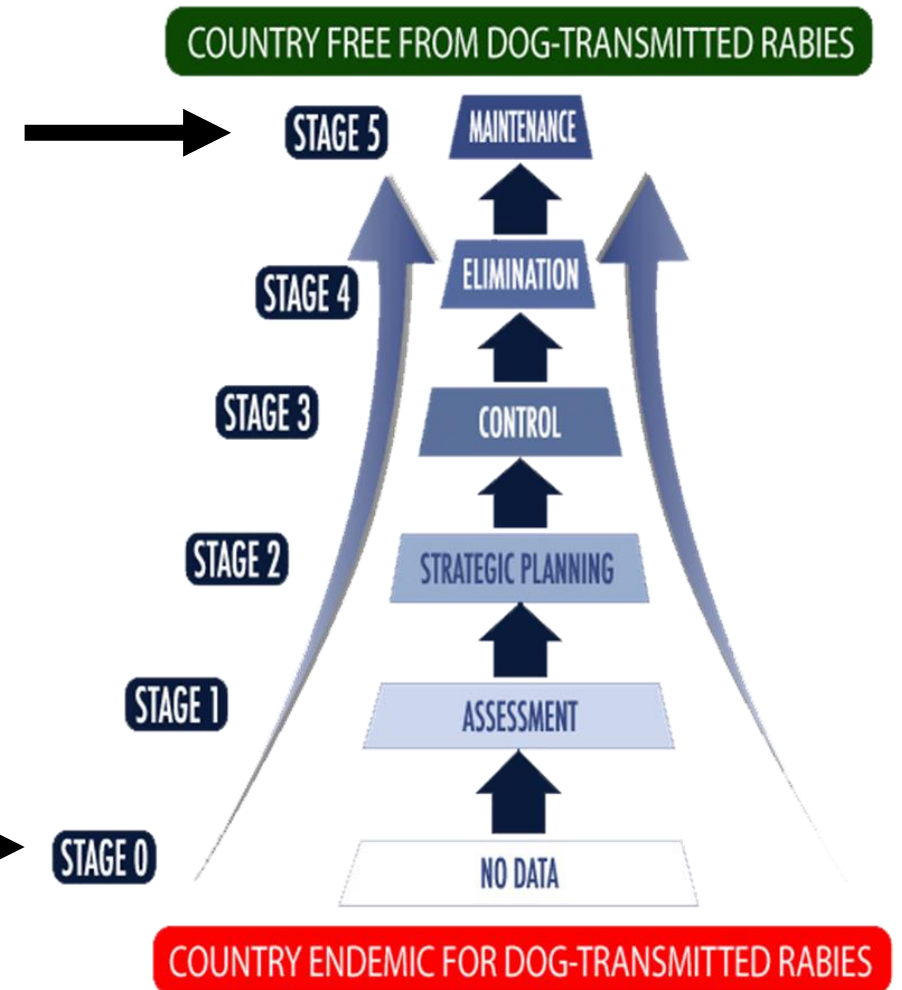 COUNTRY FREE FROM DOG-TRANSMITTED RABIES
STAGE 5
MAINTENANCE
STAGE 4
ELIMINATION
STAGE 3
CONTROL
STAGE 2
STRATEGIC PLANNING
STAGE 1
ASSESSMENT
STAGE 0
NO DATA
COUNTRY ENDEMIC FOR DOG-TRANSMITTED RABIES